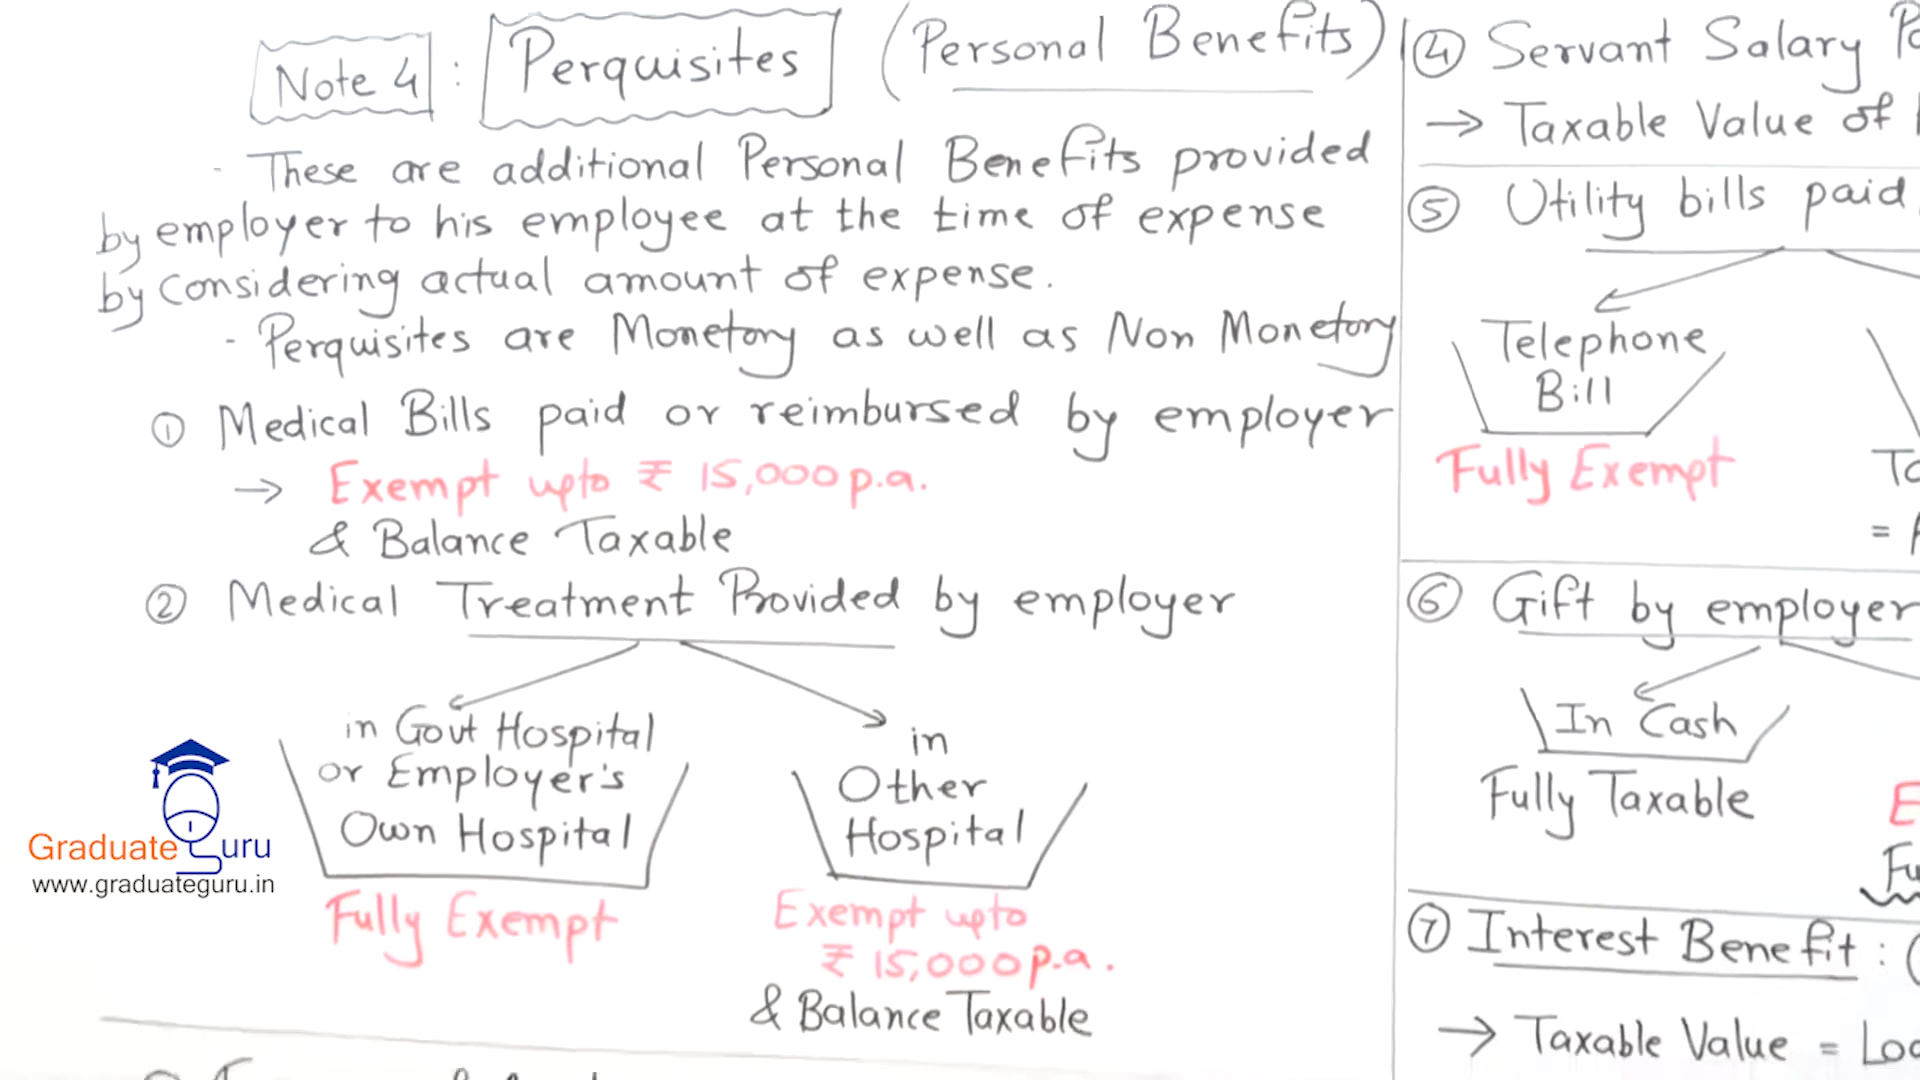 Note 4 : Perquisites (Personal Benefits)
- These are additional Personal Benefits provided
by employer to his employee at the time of expense
by considering actual amount of expense.
- Perquisites are Monetory as well as Non Monetory
① Medical Bills paid or reimbursed by employer
→ Exempt upto ₹ 15,000 p.a.
& Balance Taxable
② Medical Treatment Provided by employer
in Govt Hospital
or Employer's
Own Hospital
Fully Exempt
in
Other
Hospital
Exempt upto
₹ 15,000 p.a.
& Balance Taxable
Graduate Guru
www.graduateguru.in
④ Servant Salary
→ Taxable Value of
⑤ Utility bills paid
Telephone
Bill
Fully Exempt
=
⑥ Gift by employer
In Cash
Fully Taxable
⑦ Interest Benefit : (
→ Taxable Value =